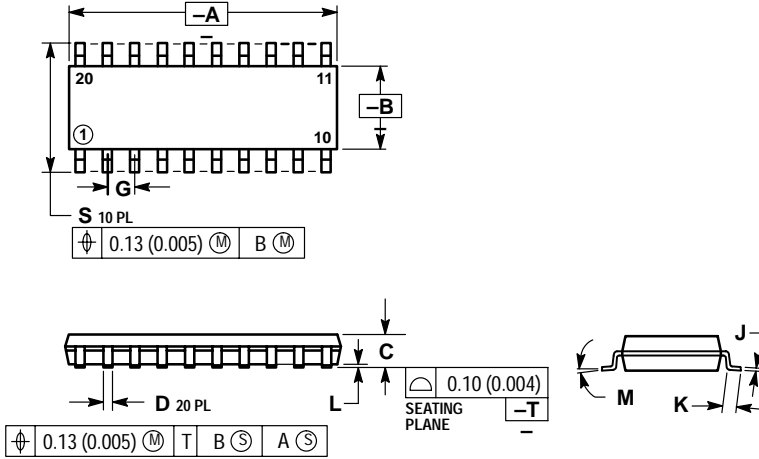 –A
–
20 11
–B
–
1 10
G
S 10 PL
⌖ 0.13 (0.005) Ⓜ B Ⓜ
C
J
0.10 (0.004)
M
K
D 20 PL
L
SEATING
PLANE
–T
–
⌖ 0.13 (0.005) Ⓜ T B Ⓢ A Ⓢ